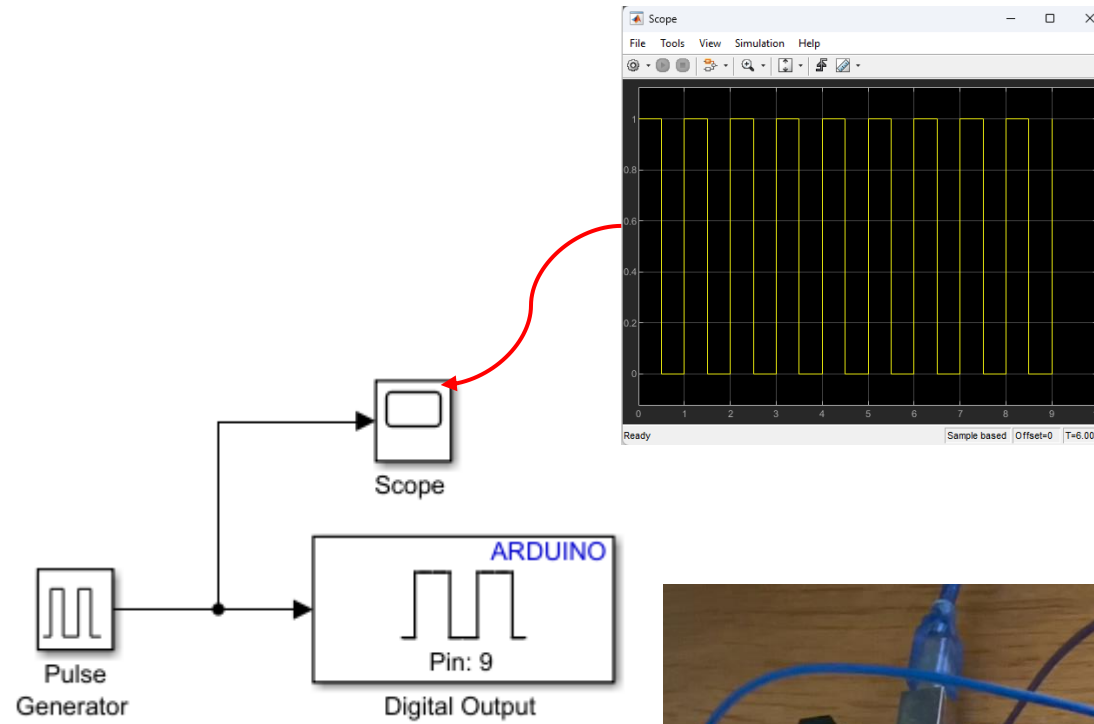 Scope
File Tools View Simulation Help
1
0.8
0.6
0.4
0.2
0
0 1 2 3 4 5 6 7 8 9
Ready Sample based Offset=0 T=6.00
Scope
ARDUINO
Pin: 9
Pulse
Generator
Digital Output